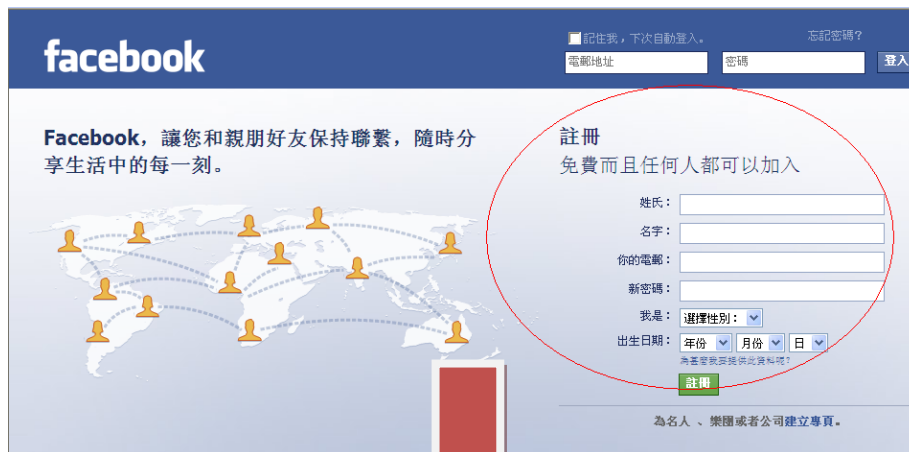 facebook
記住我，下次自動登入。
忘記密碼？
電郵地址
密碼
登入
Facebook，讓您和親朋好友保持聯繫，隨時分
享生活中的每一刻。
註冊
免費而且任何人都可以加入
姓氏：
名字：
你的電郵：
新密碼：
我是：
選擇性別：
出生日期：
年份
月份
日
為甚麼我要提供此資料呢？
註冊
為名人 、樂團或者公司建立專頁。